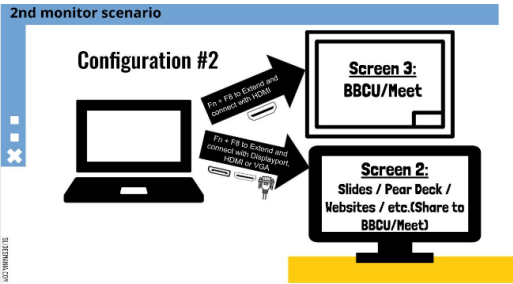 2nd monitor scenario
Configuration #2
Fn + F8 to Extend and
connect with HDMI
Screen 3:
BBCU/Meet
Fn + F8 to Extend and
connect with Displayport,
HDMI or VGA
Screen 2:
Slides / Pear Deck /
Websites / etc.(Share to
BBCU/Meet)
SLIDESMANIA.COM